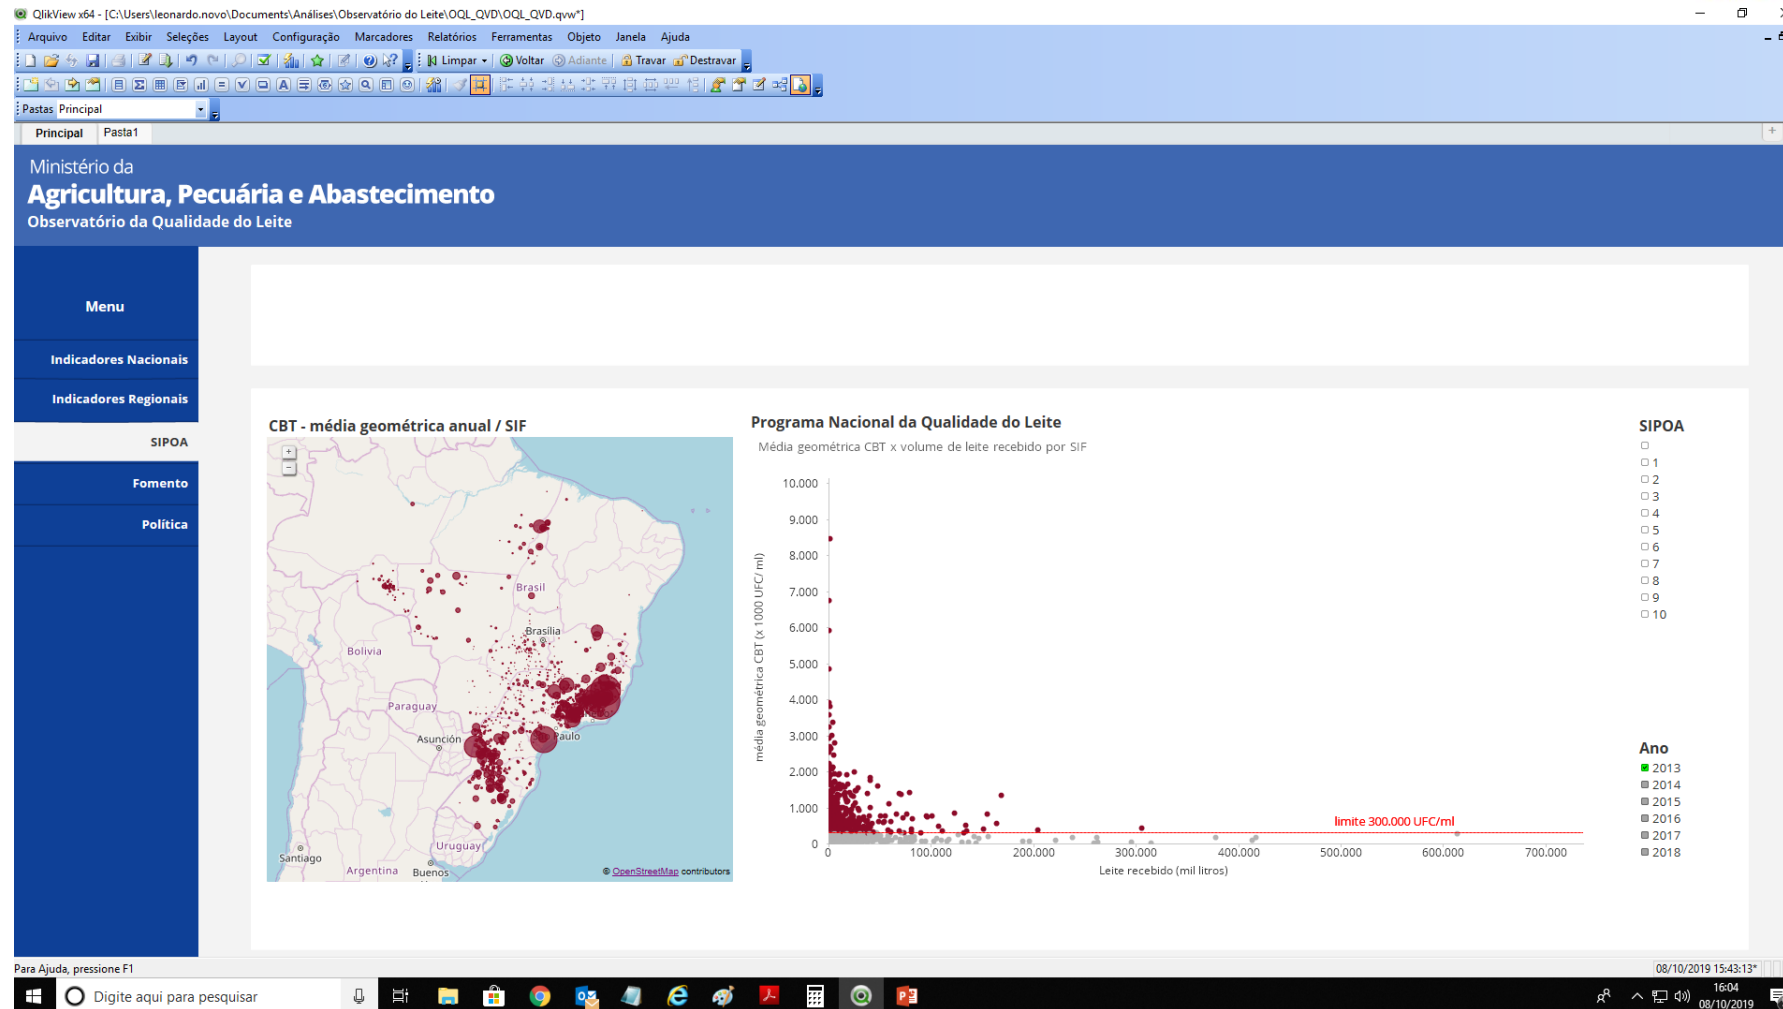 QlikView x64 - [C:\Users\leonardo.novo\Documents\Análises\Observatório do Leite\OQL_QVD\OQL_QVD.qvw*]
Arquivo Editar Exibir Seleções Layout Configuração Marcadores Relatórios Ferramentas Objeto Janela Ajuda
Limpar Voltar Adiante Travar Destravar
Pastas Principal
Principal Pasta1
Ministério da
Agricultura, Pecuária e Abastecimento
Observatório da Qualidade do Leite
Menu
Indicadores Nacionais
Indicadores Regionais
SIPOA
Fomento
Política
CBT - média geométrica anual / SIF
Brasil
Brasília
Bolivia
Paraguay
Asunción
Paulo
Uruguay
Santiago
Argentina
Buenos
© OpenStreetMap contributors
Programa Nacional da Qualidade do Leite
Média geométrica CBT x volume de leite recebido por SIF
média geométrica CBT (x 1000 UFC/ ml)
10.000
9.000
8.000
7.000
6.000
5.000
4.000
3.000
2.000
1.000
0
limite 300.000 UFC/ml
0 100.000 200.000 300.000 400.000 500.000 600.000 700.000
Leite recebido (mil litros)
SIPOA
1
2
3
4
5
6
7
8
9
10
Ano
2013
2014
2015
2016
2017
2018
Para Ajuda, pressione F1
08/10/2019 15:43:13*
Digite aqui para pesquisar
16:04
08/10/2019